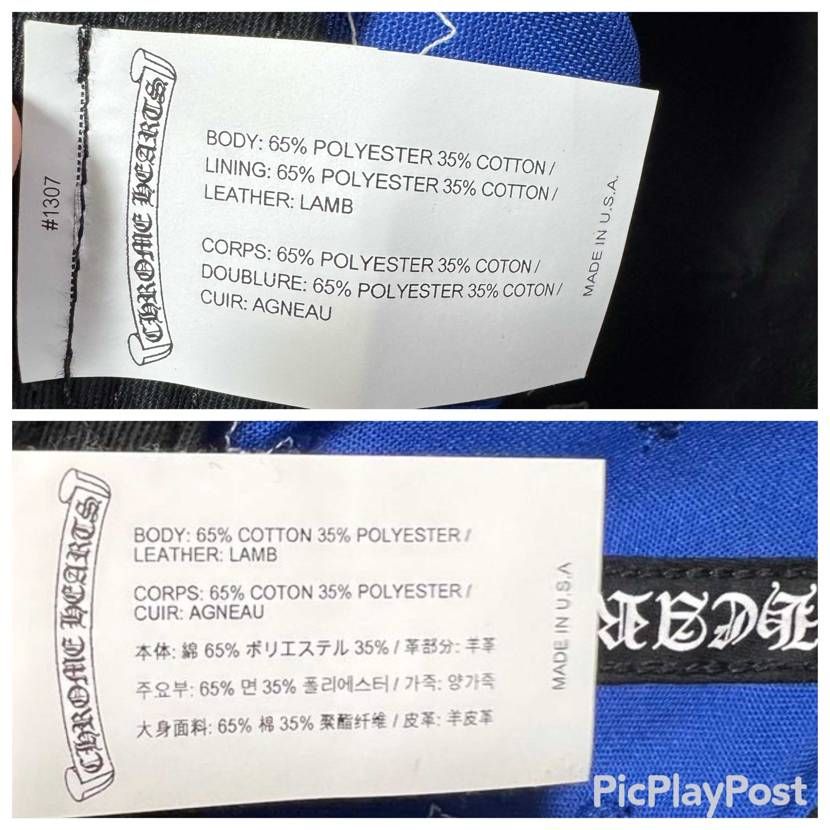 #1307
CHROME HEARTS
BODY: 65% POLYESTER 35% COTTON /
LINING: 65% POLYESTER 35% COTTON /
LEATHER: LAMB
CORPS: 65% POLYESTER 35% COTON /
DOUBLURE: 65% POLYESTER 35% COTON /
CUIR: AGNEAU
MADE IN U.S.A.
CHROME HEARTS
BODY: 65% COTTON 35% POLYESTER /
LEATHER: LAMB
CORPS: 65% COTON 35% POLYESTER /
CUIR: AGNEAU
本体: 綿 65% ポリエステル 35% / 革部分: 羊革
주요부: 65% 면 35% 폴리에스터 / 가죽: 양가죽
大身面料: 65% 棉 35% 聚酯纤维 / 皮革: 羊皮革
MADE IN U.S.A
PicPlayPost